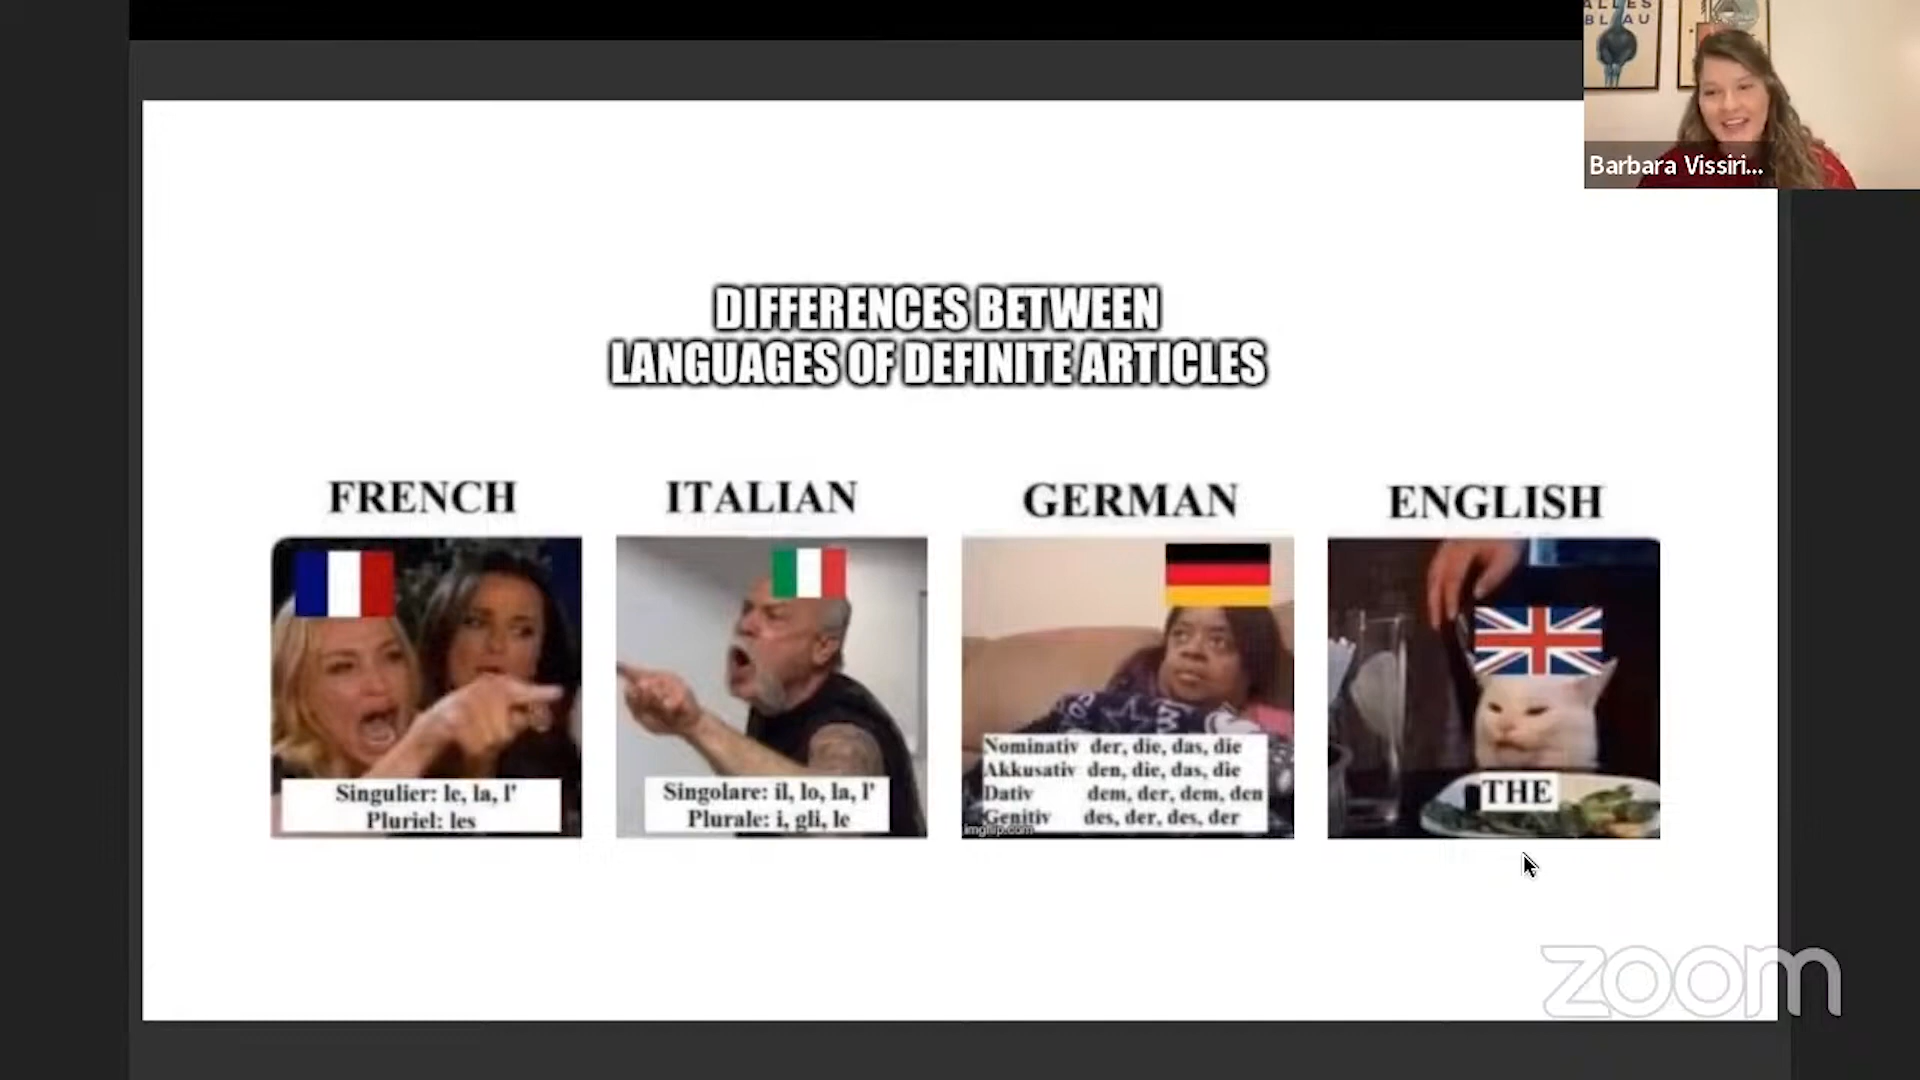 ALLES
BLAU
Barbara Vissiri...
DIFFERENCES BETWEEN
LANGUAGES OF DEFINITE ARTICLES
FRENCH
Singulier: le, la, l'
Pluriel: les
ITALIAN
Singolare: il, lo, la, l'
Plurale: i, gli, le
GERMAN
Nominativ der, die, das, die
Akkusativ den, die, das, die
Dativ dem, der, dem, den
Genitiv des, der, des, der
imgflip.com
ENGLISH
THE
zoom